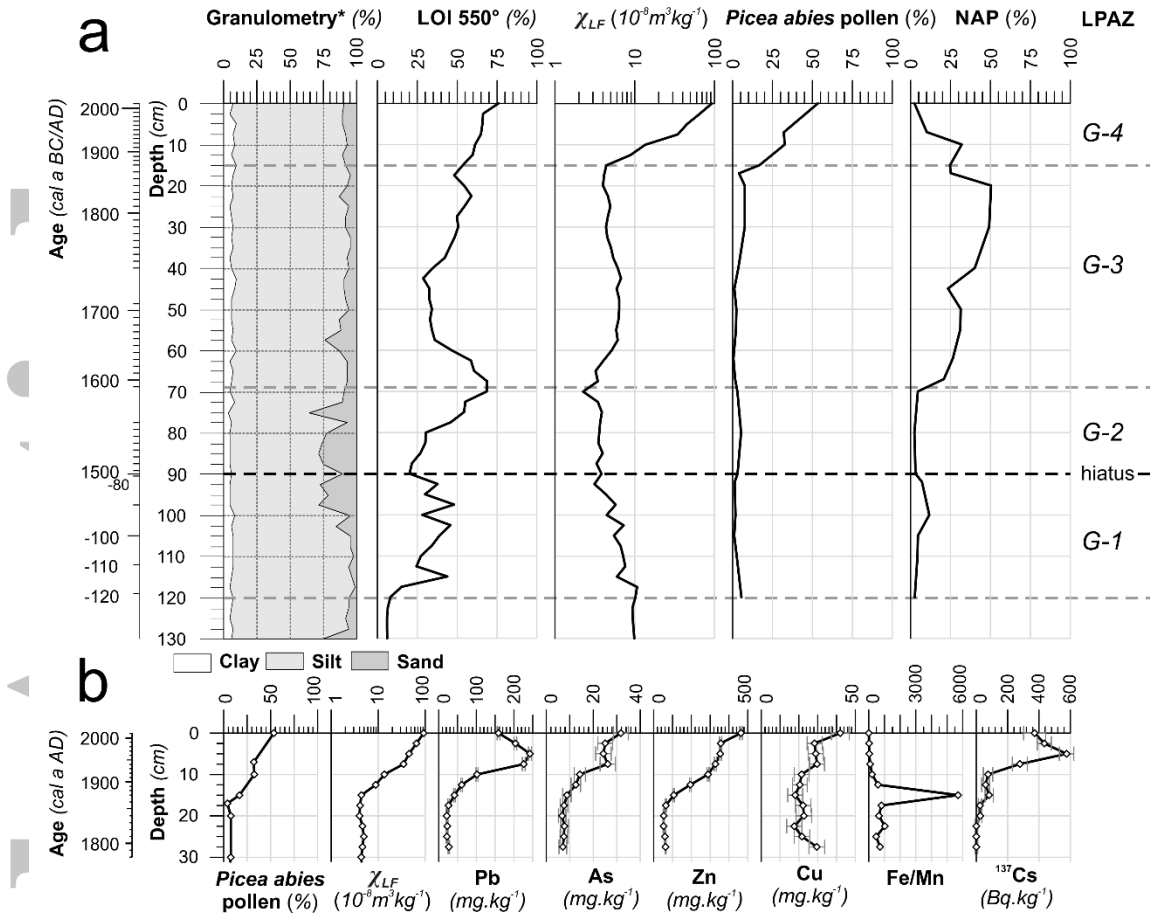 a
Granulometry* (%)
LOI 550° (%)
χLF (10⁻⁸m³kg⁻¹)
Picea abies pollen (%)
NAP (%)
LPAZ
0 25 50 75 100
0 25 50 75 100
1 10 100
0 25 50 75 100
0 25 50 75 100
Age (cal a BC/AD)
2000
1900
1800
1700
1600
1500
-80
-100
-110
-120
Depth (cm)
0
10
20
30
40
50
60
70
80
90
100
110
120
130
G-4
G-3
G-2
hiatus
G-1
Clay Silt Sand
b
0 50 100
1 10 100
0 100 200
0 20 40
0 500
0 50
0 3000 6000
0 200 400 600
Age (cal a AD)
2000
1900
1800
Depth (cm)
0
10
20
30
Picea abies
pollen (%)
χLF
(10⁻⁸m³kg⁻¹)
Pb
(mg.kg⁻¹)
As
(mg.kg⁻¹)
Zn
(mg.kg⁻¹)
Cu
(mg.kg⁻¹)
Fe/Mn
¹³⁷Cs
(Bq.kg⁻¹)